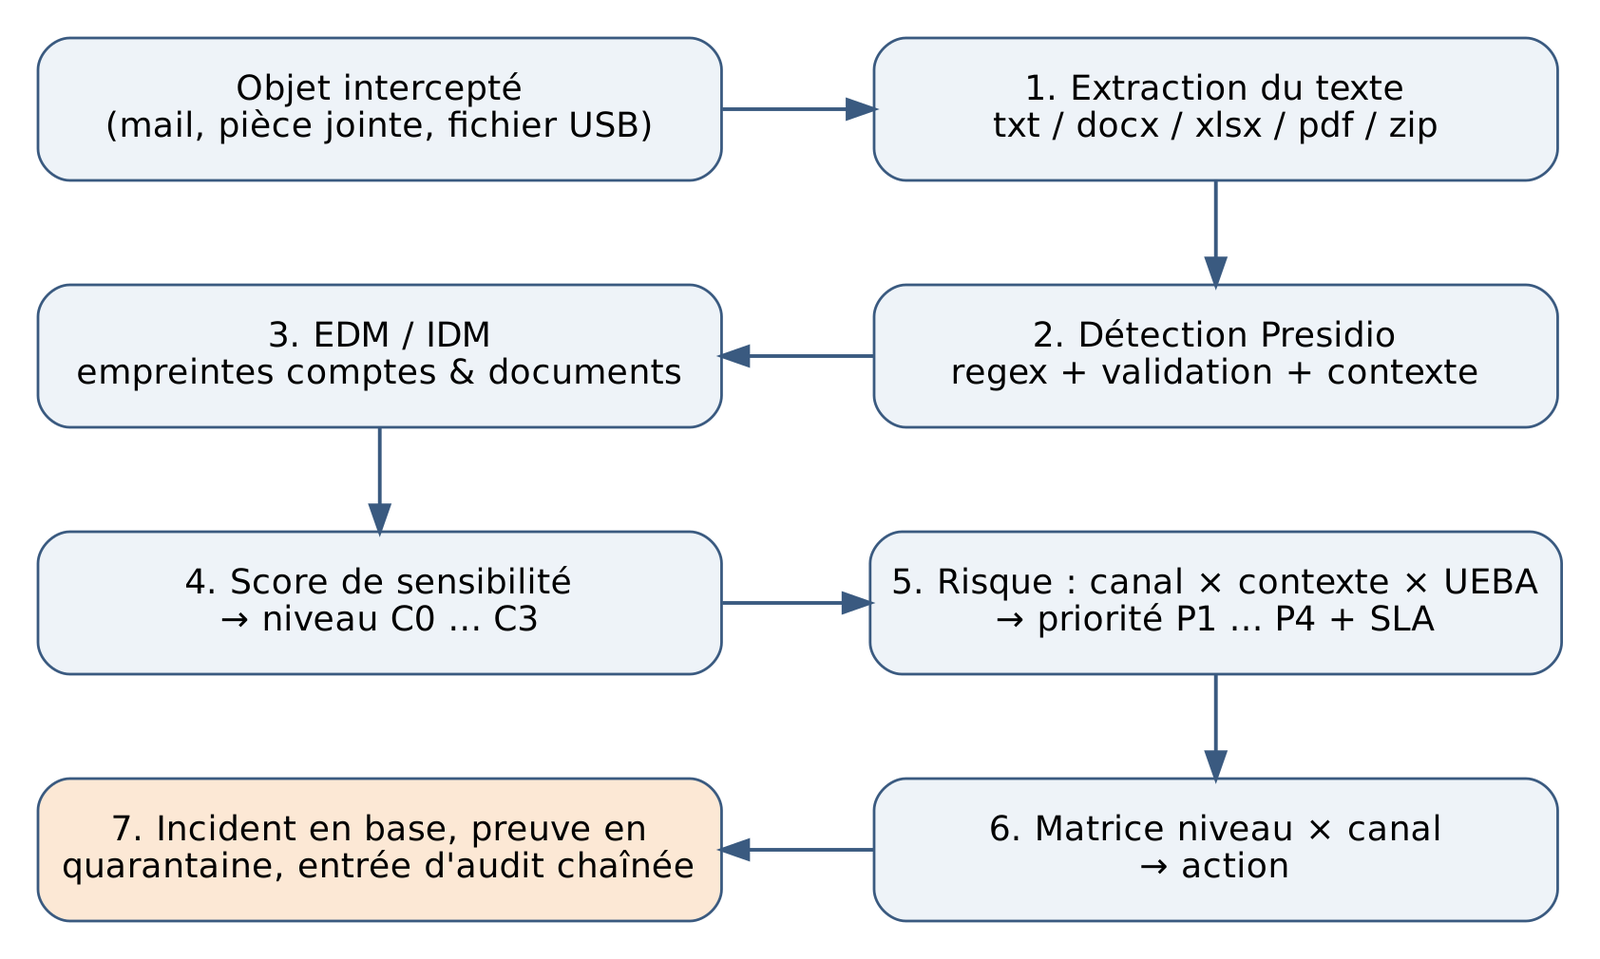 Objet intercepté
(mail, pièce jointe, fichier USB)
1. Extraction du texte
txt / docx / xlsx / pdf / zip
2. Détection Presidio
regex + validation + contexte
3. EDM / IDM
empreintes comptes & documents
4. Score de sensibilité
→ niveau C0 … C3
5. Risque : canal × contexte × UEBA
→ priorité P1 … P4 + SLA
6. Matrice niveau × canal
→ action
7. Incident en base, preuve en
quarantaine, entrée d'audit chaînée